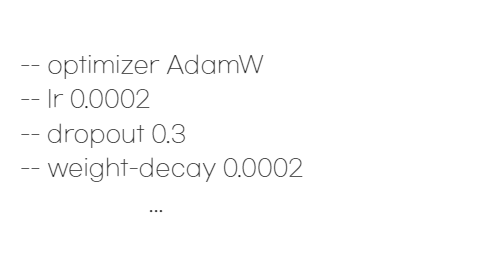 -- optimizer AdamW
-- lr 0.0002
-- dropout 0.3
-- weight-decay 0.0002
...